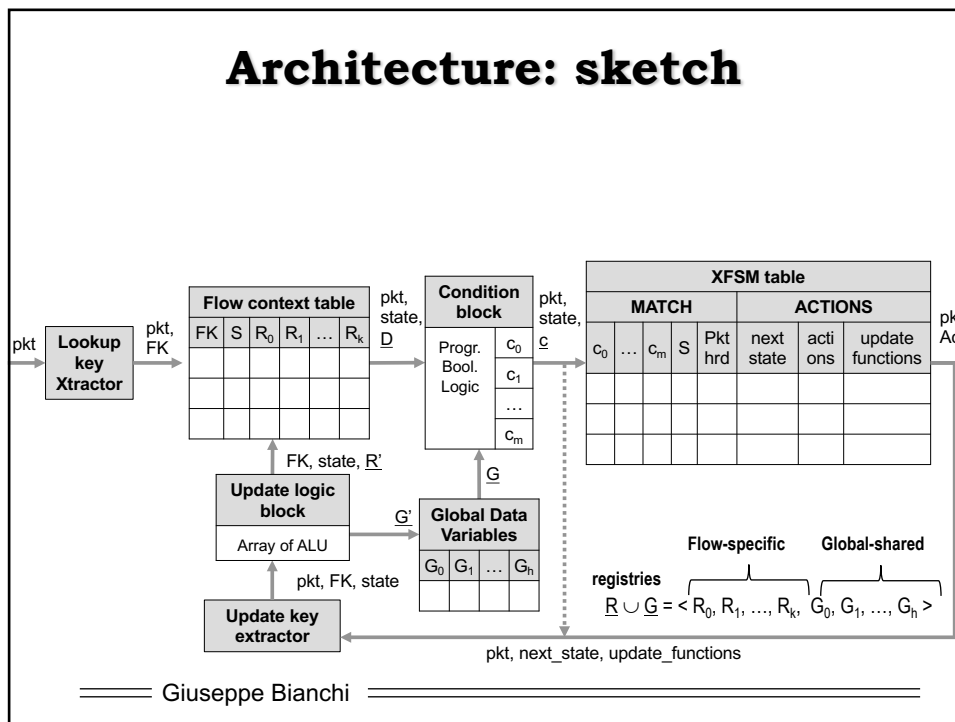 Architecture: sketch
pkt
Lookup
key
Xtractor
pkt,
FK
Flow context table
FK S R0 R1 … Rk
pkt,
state,
D
Condition
block
Progr.
Bool.
Logic
c0
c1
…
cm
pkt,
state,
c
XFSM table
MATCH ACTIONS
c0 … cm S Pkt
hrd
next
state
acti
ons
update
functions
pk
Ac
FK, state, R'
Update logic
block
Array of ALU
G'
G
Global Data
Variables
G0 G1 … Gh
pkt, FK, state
Update key
extractor
Flow-specific Global-shared
registries
R ∪ G = < R0, R1, …, Rk, G0, G1, …, Gh >
pkt, next_state, update_functions
Giuseppe Bianchi